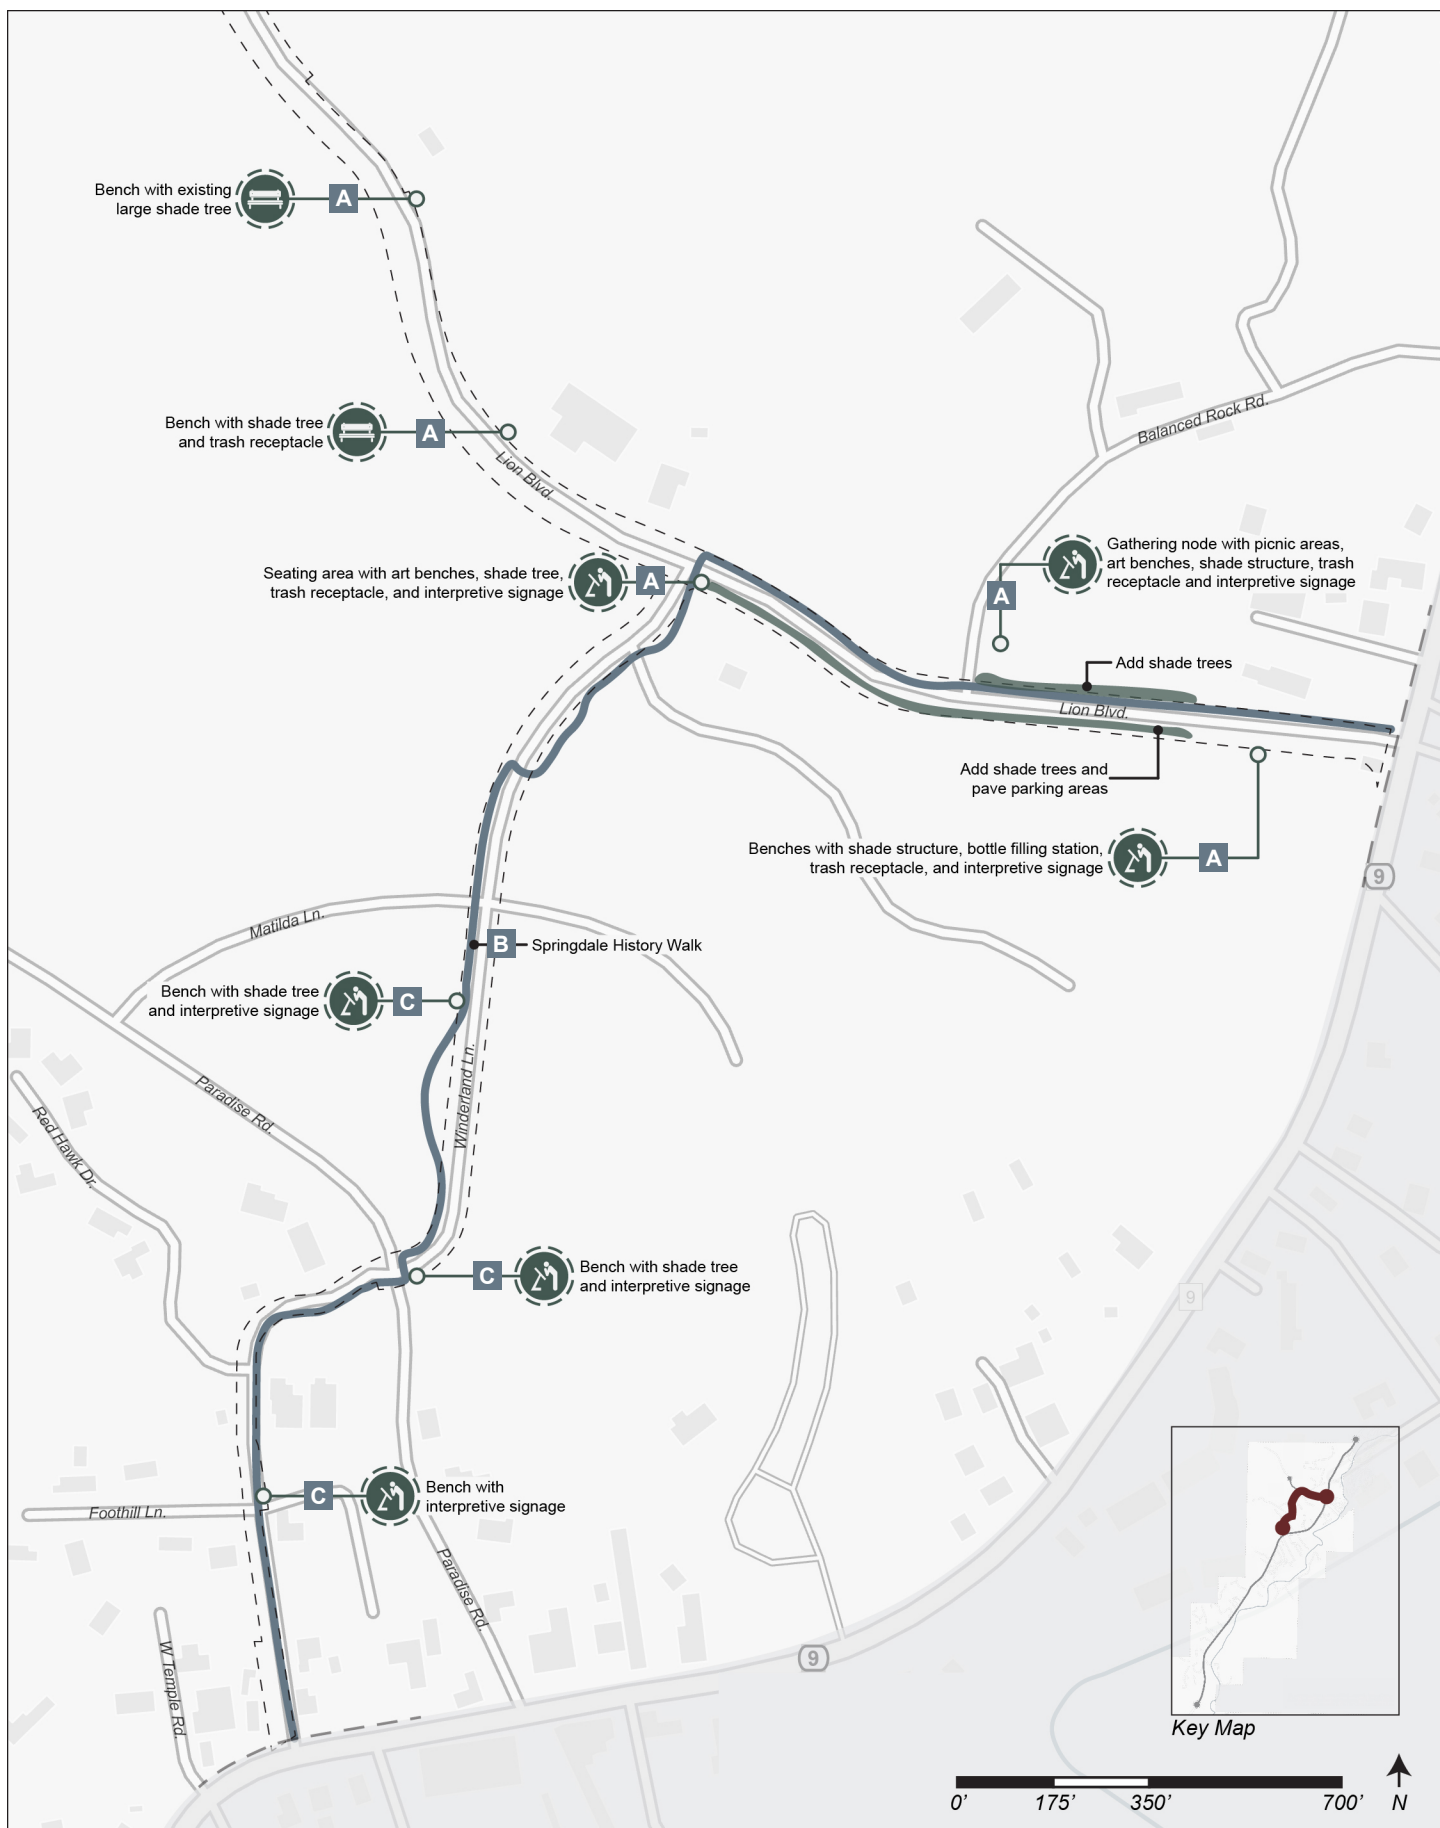 Bench with existing
large shade tree
A
Bench with shade tree
and trash receptacle
A
Lion Blvd.
Balanced Rock Rd.
Seating area with art benches, shade tree,
trash receptacle, and interpretive signage
A
Gathering node with picnic areas,
art benches, shade structure, trash
receptacle and interpretive signage
A
Add shade trees
Lion Blvd.
Add shade trees and
pave parking areas
Benches with shade structure, bottle filling station,
trash receptacle, and interpretive signage
A
9
Matilda Ln.
B
Springdale History Walk
Bench with shade tree
and interpretive signage
C
Winderland Ln.
Paradise Rd.
Red Hawk Dr.
C
Bench with shade tree
and interpretive signage
9
C
Bench with
interpretive signage
Foothill Ln.
Paradise Rd.
W Temple Rd.
9
Key Map
0’ 175’ 350’ 700’ N